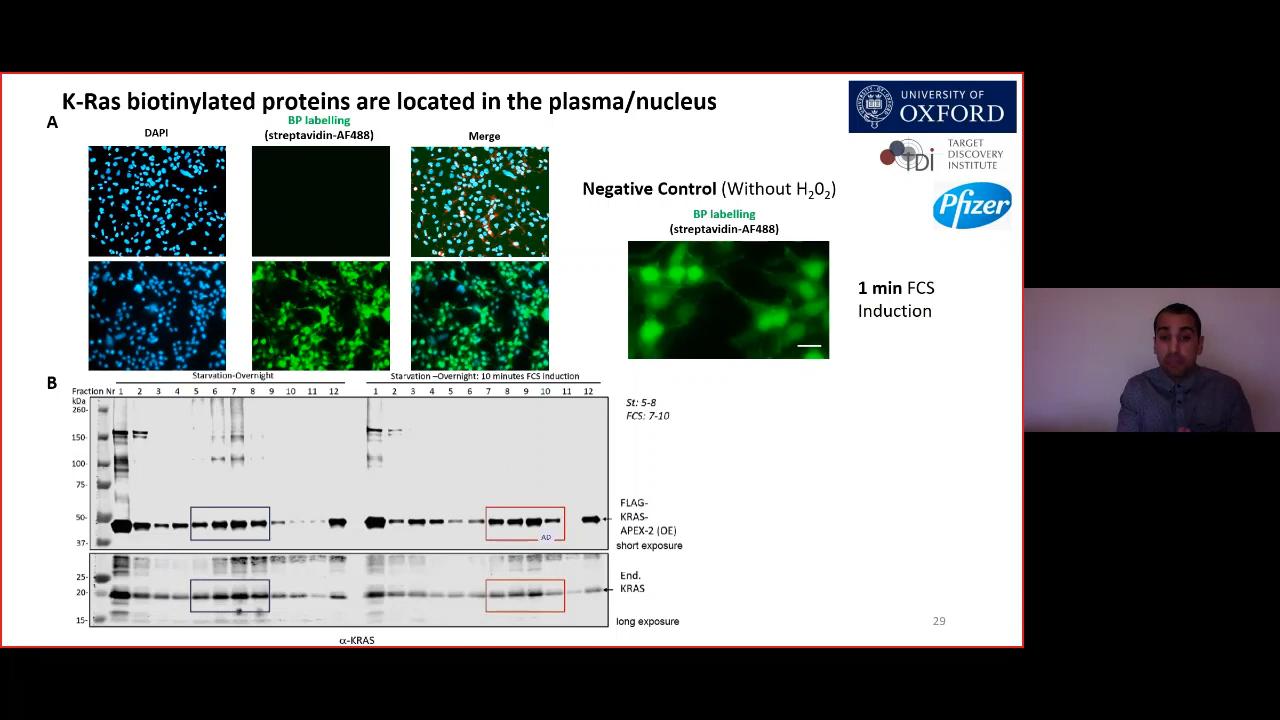 K-Ras biotinylated proteins are located in the plasma/nucleus
UNIVERSITY OF
OXFORD
TARGET
DISCOVERY
INSTITUTE
TDi
Pfizer
A
DAPI
BP labelling
(streptavidin-AF488)
Merge
Negative Control (Without H₂0₂)
BP labelling
(streptavidin-AF488)
1 min FCS
Induction
B
Starvation-Overnight
Starvation –Overnight: 10 minutes FCS induction
Fraction Nr 1 2 3 4 5 6 7 8 9 10 11 12 1 2 3 4 5 6 7 8 9 10 11 12
kDa
260-
150-
100-
75-
50-
37-
25-
20-
15-
St: 5-8
FCS: 7-10
FLAG-
KRAS-
APEX-2 (OE)
AD
short exposure
End.
KRAS
long exposure
α-KRAS
29